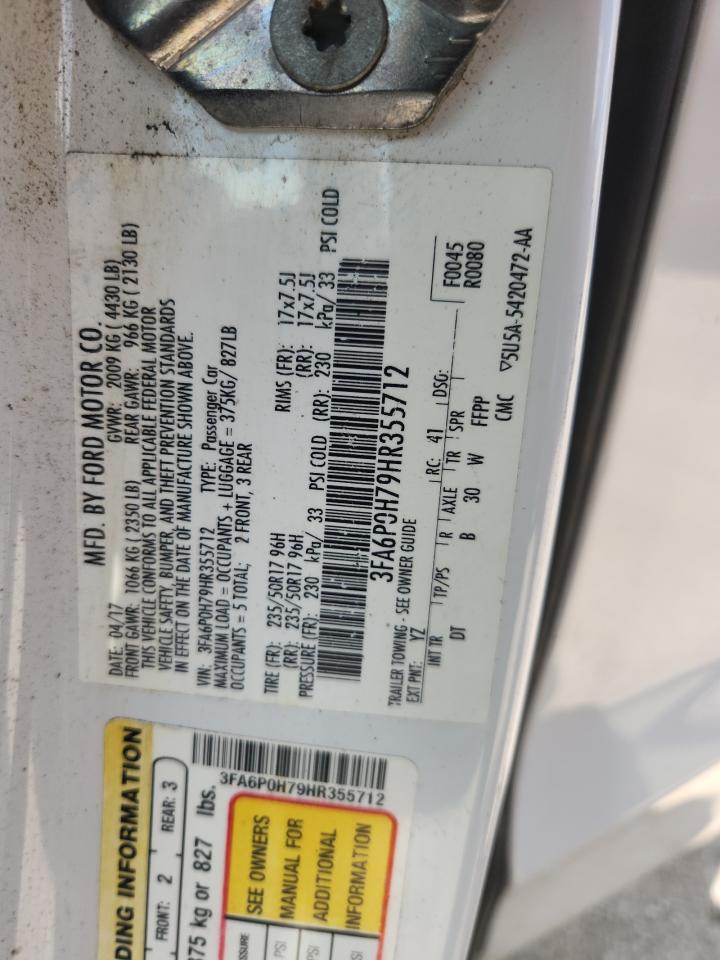 MFD. BY FORD MOTOR CO.
DATE: 04/17 GVWR: 2009 KG ( 4430 LB)
FRONT GAWR: 1066 KG ( 2350 LB) REAR GAWR: 966 KG ( 2130 LB)
THIS VEHICLE CONFORMS TO ALL APPLICABLE FEDERAL MOTOR
VEHICLE SAFETY, BUMPER, AND THEFT PREVENTION STANDARDS
IN EFFECT ON THE DATE OF MANUFACTURE SHOWN ABOVE.
VIN: 3FA6P0H79HR355712 TYPE: Passenger Car
MAXIMUM LOAD = OCCUPANTS + LUGGAGE = 375KG/ 827LB
OCCUPANTS = 5 TOTAL; 2 FRONT, 3 REAR
TIRE (FR): 235/50R17 96H RIMS (FR): 17x7.5J
(RR): 235/50R17 96H (RR): 17x7.5J
PRESSURE (FR): 230 kPa/ 33 PSI COLD (RR): 230 kPa/ 33 PSI COLD
3FA6P0H79HR355712
TRAILER TOWING - SEE OWNER GUIDE
EXT PNT: YZ RC: 41 DSG: F0045
R0080
INT TR TP/PS R AXLE TR SPR
DT B 30 W FFPP
CMC
▽5U5A-5420472-AA
DING INFORMATION
FRONT: 2 REAR: 3
375 kg or 827 lbs.
3FA6P0H79HR355712
SEE OWNERS
MANUAL FOR
ADDITIONAL
INFORMATION
PSI
PSI